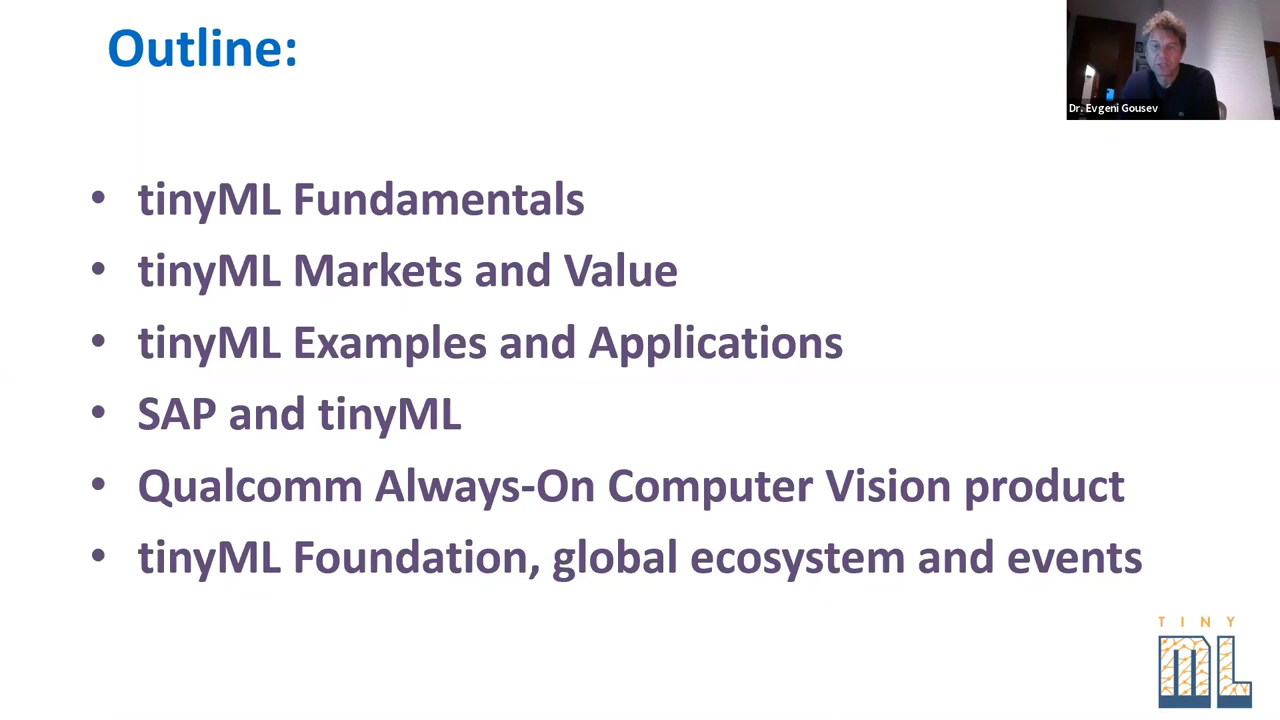 Outline:
Dr. Evgeni Gousev
• tinyML Fundamentals
• tinyML Markets and Value
• tinyML Examples and Applications
• SAP and tinyML
• Qualcomm Always-On Computer Vision product
• tinyML Foundation, global ecosystem and events
TINY
ML